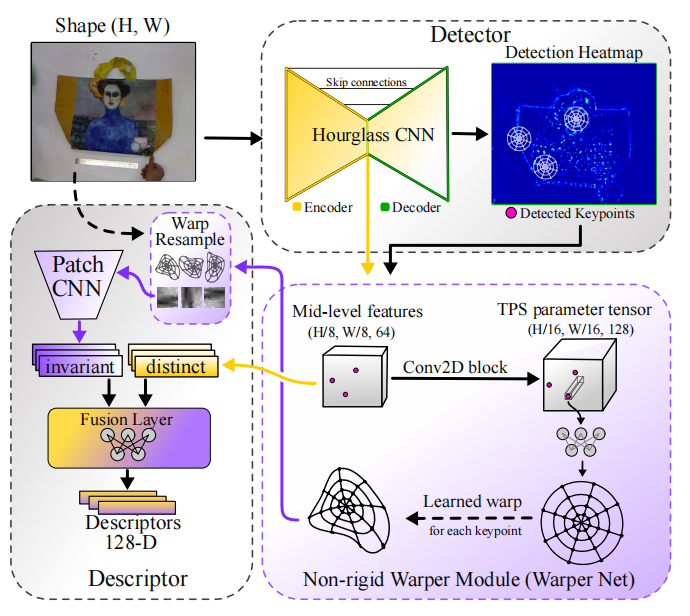 Shape (H, W)
Detector
Detection Heatmap
Skip connections
Hourglass CNN
Encoder
Decoder
Detected Keypoints
Warp
Resample
Patch
CNN
invariant
distinct
Fusion Layer
Descriptors
128-D
Descriptor
Mid-level features
(H/8, W/8, 64)
TPS parameter tensor
(H/16, W/16, 128)
Conv2D block
Learned warp
for each keypoint
Non-rigid Warper Module (Warper Net)